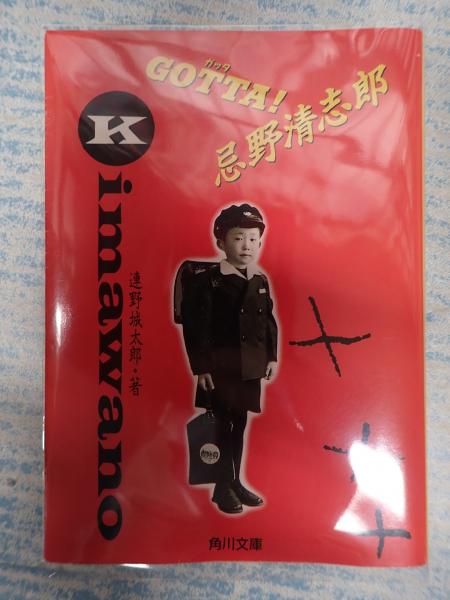 ガッタ
GOTTA!
忌野清志郎
Kimawano
連野城太郎・著
角川文庫